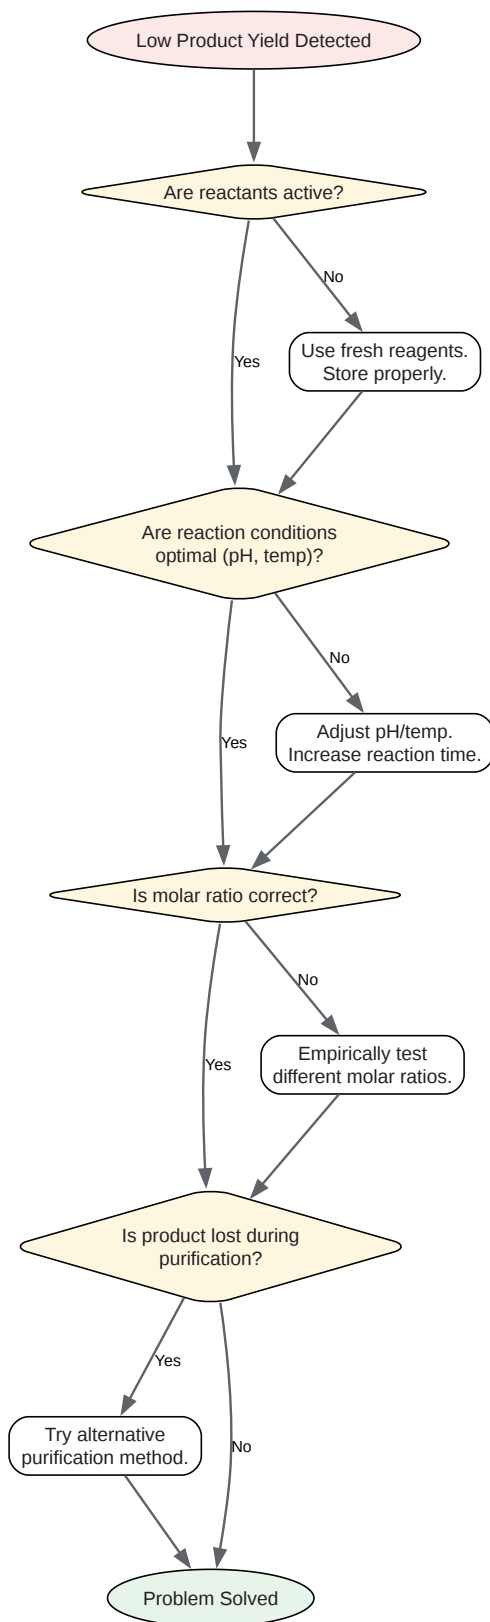 Low Product Yield Detected
Are reactants active?
No
Yes
Use fresh reagents.
Store properly.
Are reaction conditions
optimal (pH, temp)?
No
Yes
Adjust pH/temp.
Increase reaction time.
Is molar ratio correct?
No
Yes
Empirically test
different molar ratios.
Is product lost during
purification?
Yes
Try alternative
purification method.
No
Problem Solved